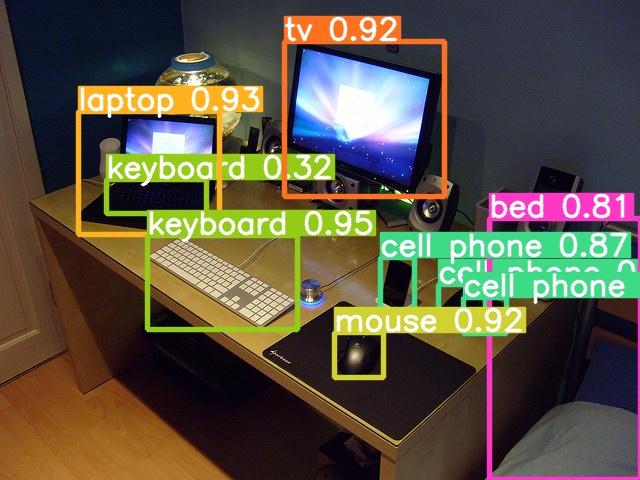 tv 0.92
laptop 0.93
keyboard 0.32
bed 0.81
keyboard 0.95
cell phone 0.87
cell phone
mouse 0.92